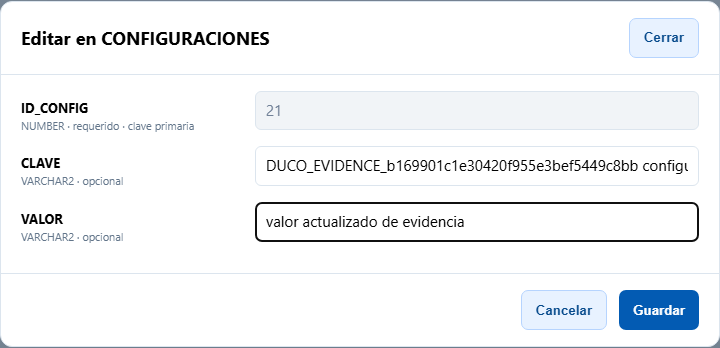 Editar en CONFIGURACIONES
Cerrar
ID_CONFIG
NUMBER · requerido · clave primaria
21
CLAVE
VARCHAR2 · opcional
DUCO_EVIDENCE_b169901c1e30420f955e3bef5449c8bb configu
VALOR
VARCHAR2 · opcional
valor actualizado de evidencia
Cancelar
Guardar